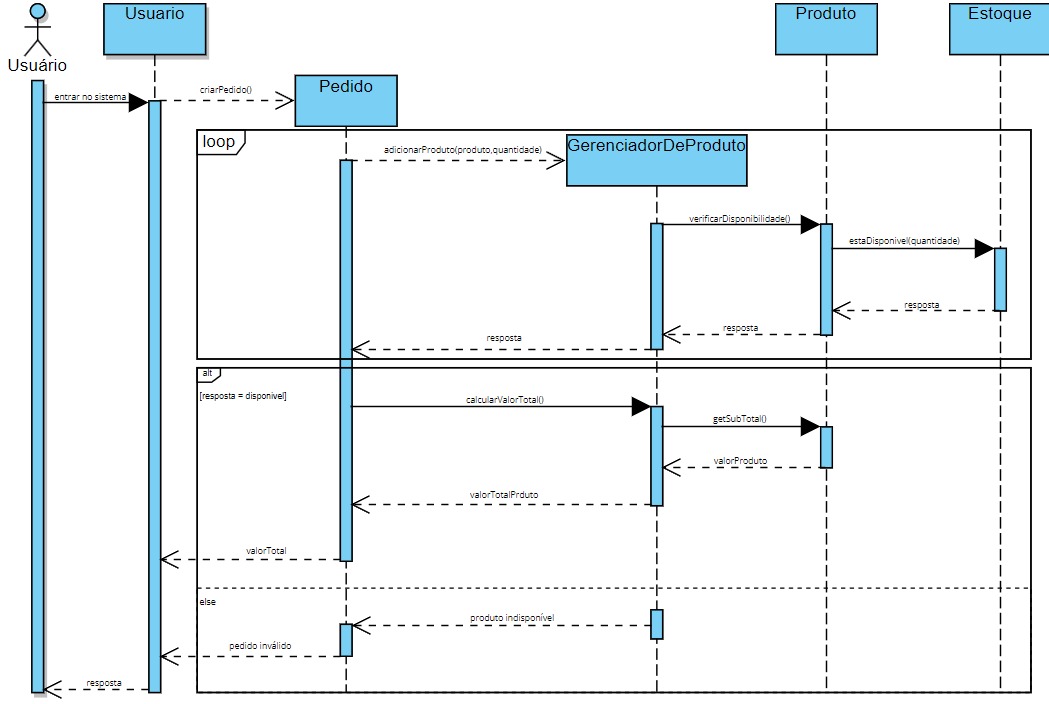 Usuário
Usuario
Produto
Estoque
entrar no sistema
criarPedido()
Pedido
loop
adicionarProduto(produto,quantidade)
GerenciadorDeProduto
verificarDisponibilidade()
estaDisponivel(quantidade)
resposta
resposta
resposta
alt
[resposta = disponivel]
calcularValorTotal()
getSubTotal()
valorProduto
valorTotalPrduto
valorTotal
else
produto indisponível
pedido inválido
resposta